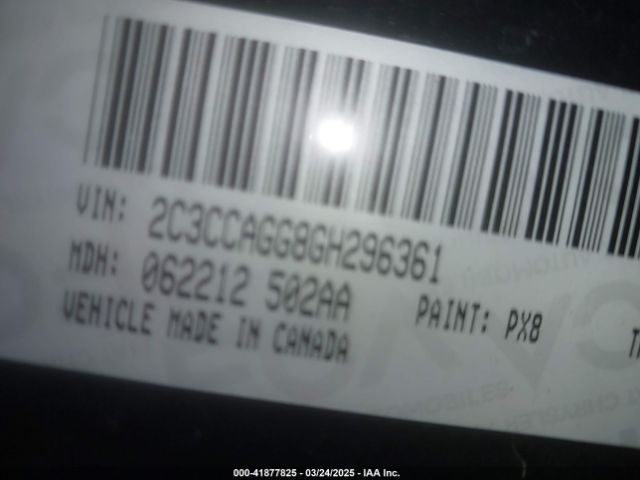 VIN: 2C3CCAGG8GH296361
MDH: 062212 502AA
PAINT: PX8
VEHICLE MADE IN CANADA
000-41877825 - 03/24/2025 - IAA Inc.